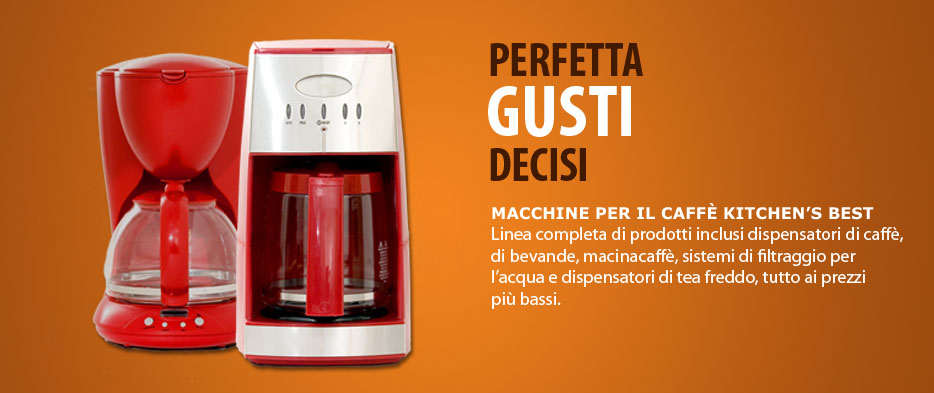 PERFETTA
GUSTI
DECISI
MACCHINE PER IL CAFFÈ KITCHEN'S BEST
Linea completa di prodotti inclusi dispensatori di caffè,
di bevande, macinacaffè, sistemi di filtraggio per
l'acqua e dispensatori di tea freddo, tutto ai prezzi
più bassi.